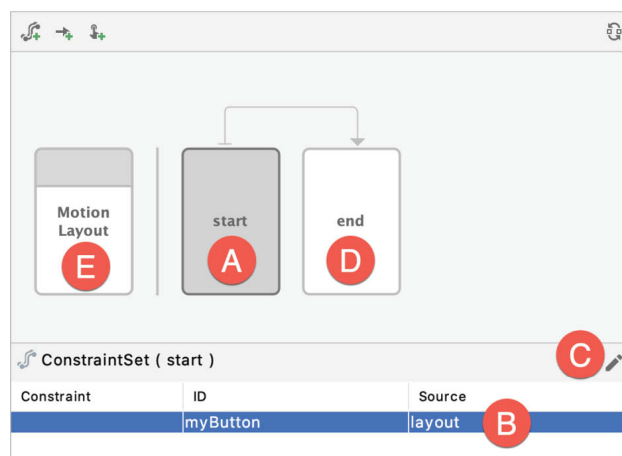 Motion
Layout
E
start
A
end
D
ConstraintSet ( start )
C
Constraint ID Source
myButton layout B